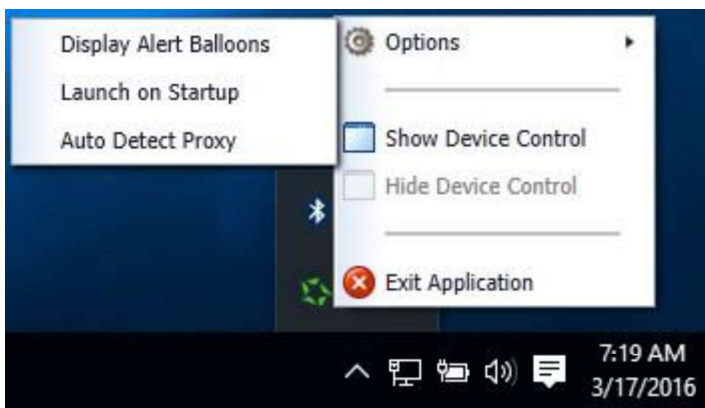 Display Alert Balloons
Launch on Startup
Auto Detect Proxy
Options
Show Device Control
Hide Device Control
Exit Application
7:19 AM
3/17/2016